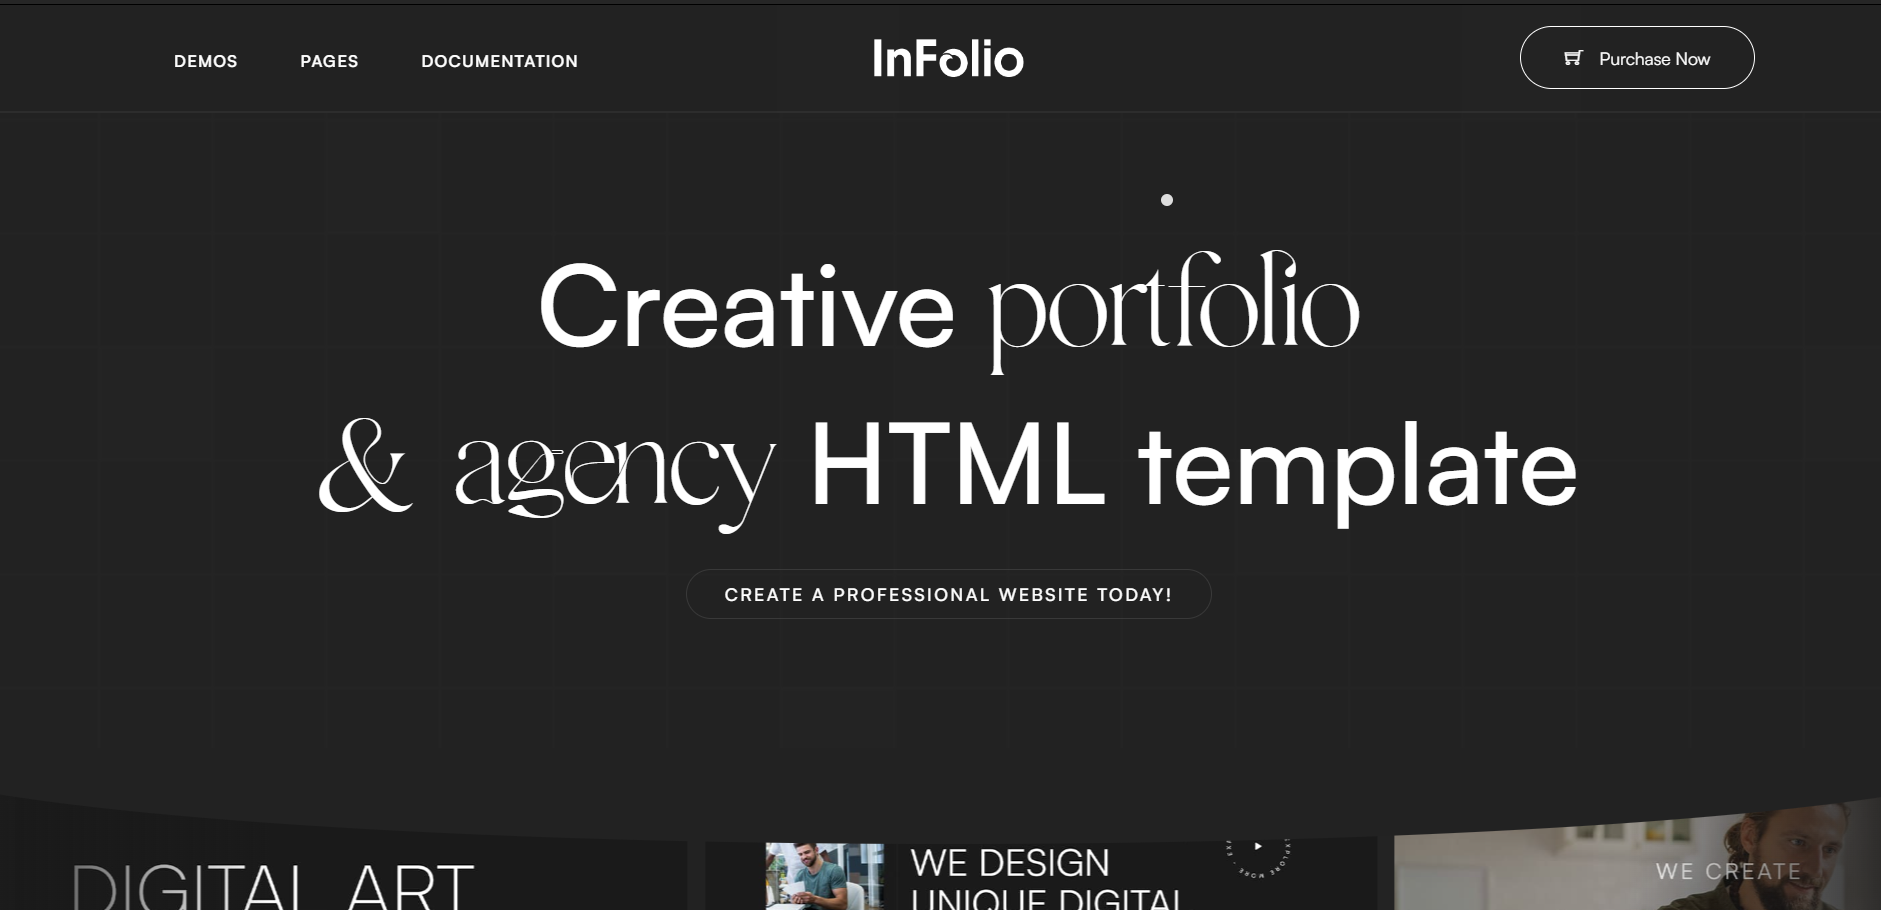 DEMOS PAGES DOCUMENTATION InFolio Purchase Now
Creative portfolio
& agency HTML template
CREATE A PROFESSIONAL WEBSITE TODAY!
DIGITAL ART
WE DESIGN
UNIQUE DIGITAL
WE CREATE